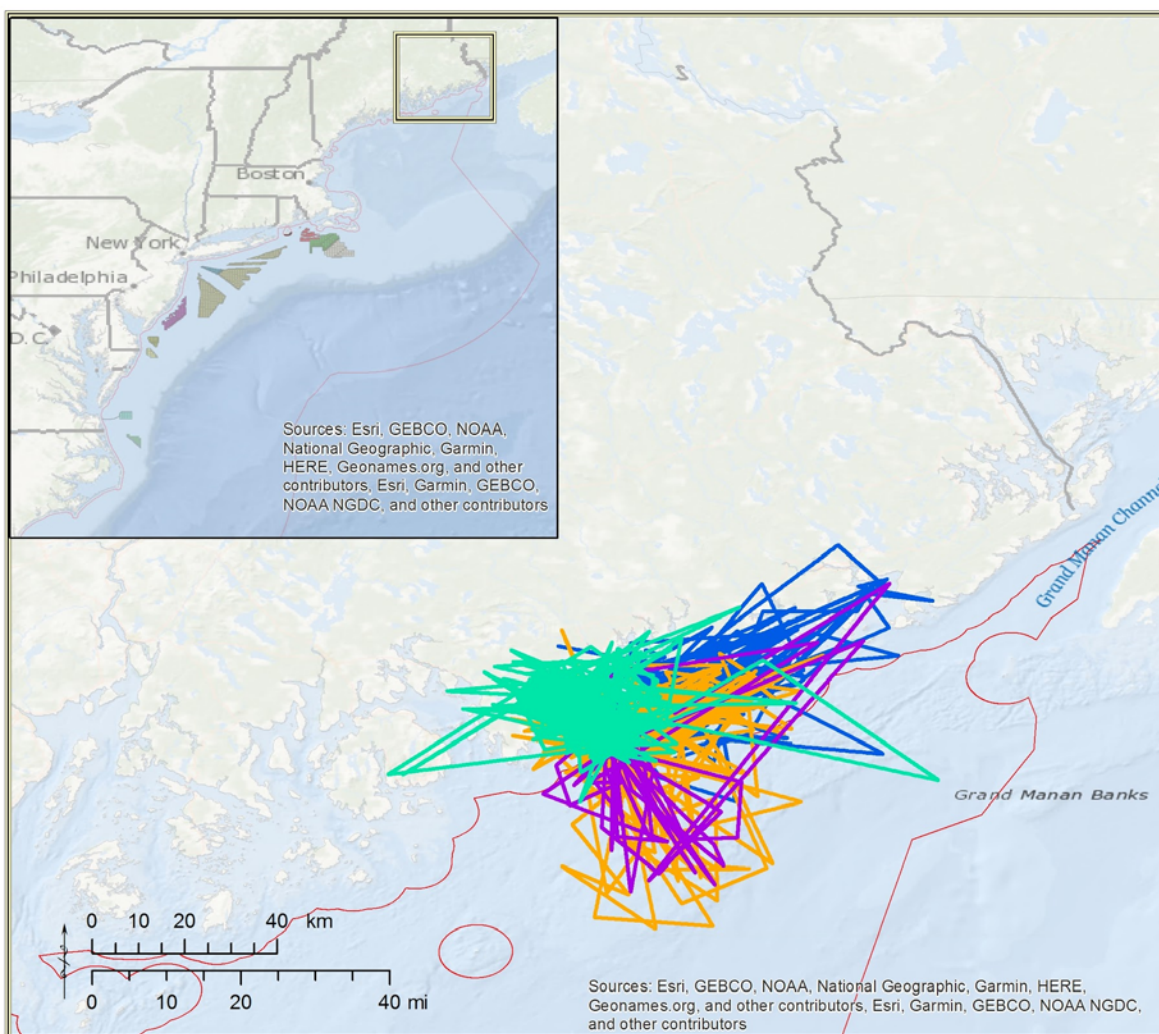 Boston
New York
Philadelphia
D.C.
Sources: Esri, GEBCO, NOAA,
National Geographic, Garmin,
HERE, Geonames.org, and other
contributors, Esri, Garmin, GEBCO,
NOAA NGDC, and other contributors
Grand Manan Channe
Grand Manan Banks
0 10 20 40 km
0 20 40 mi
Sources: Esri, GEBCO, NOAA, National Geographic, Garmin, HERE,
Geonames.org, and other contributors, Esri, Garmin, GEBCO, NOAA NGDC,
and other contributors